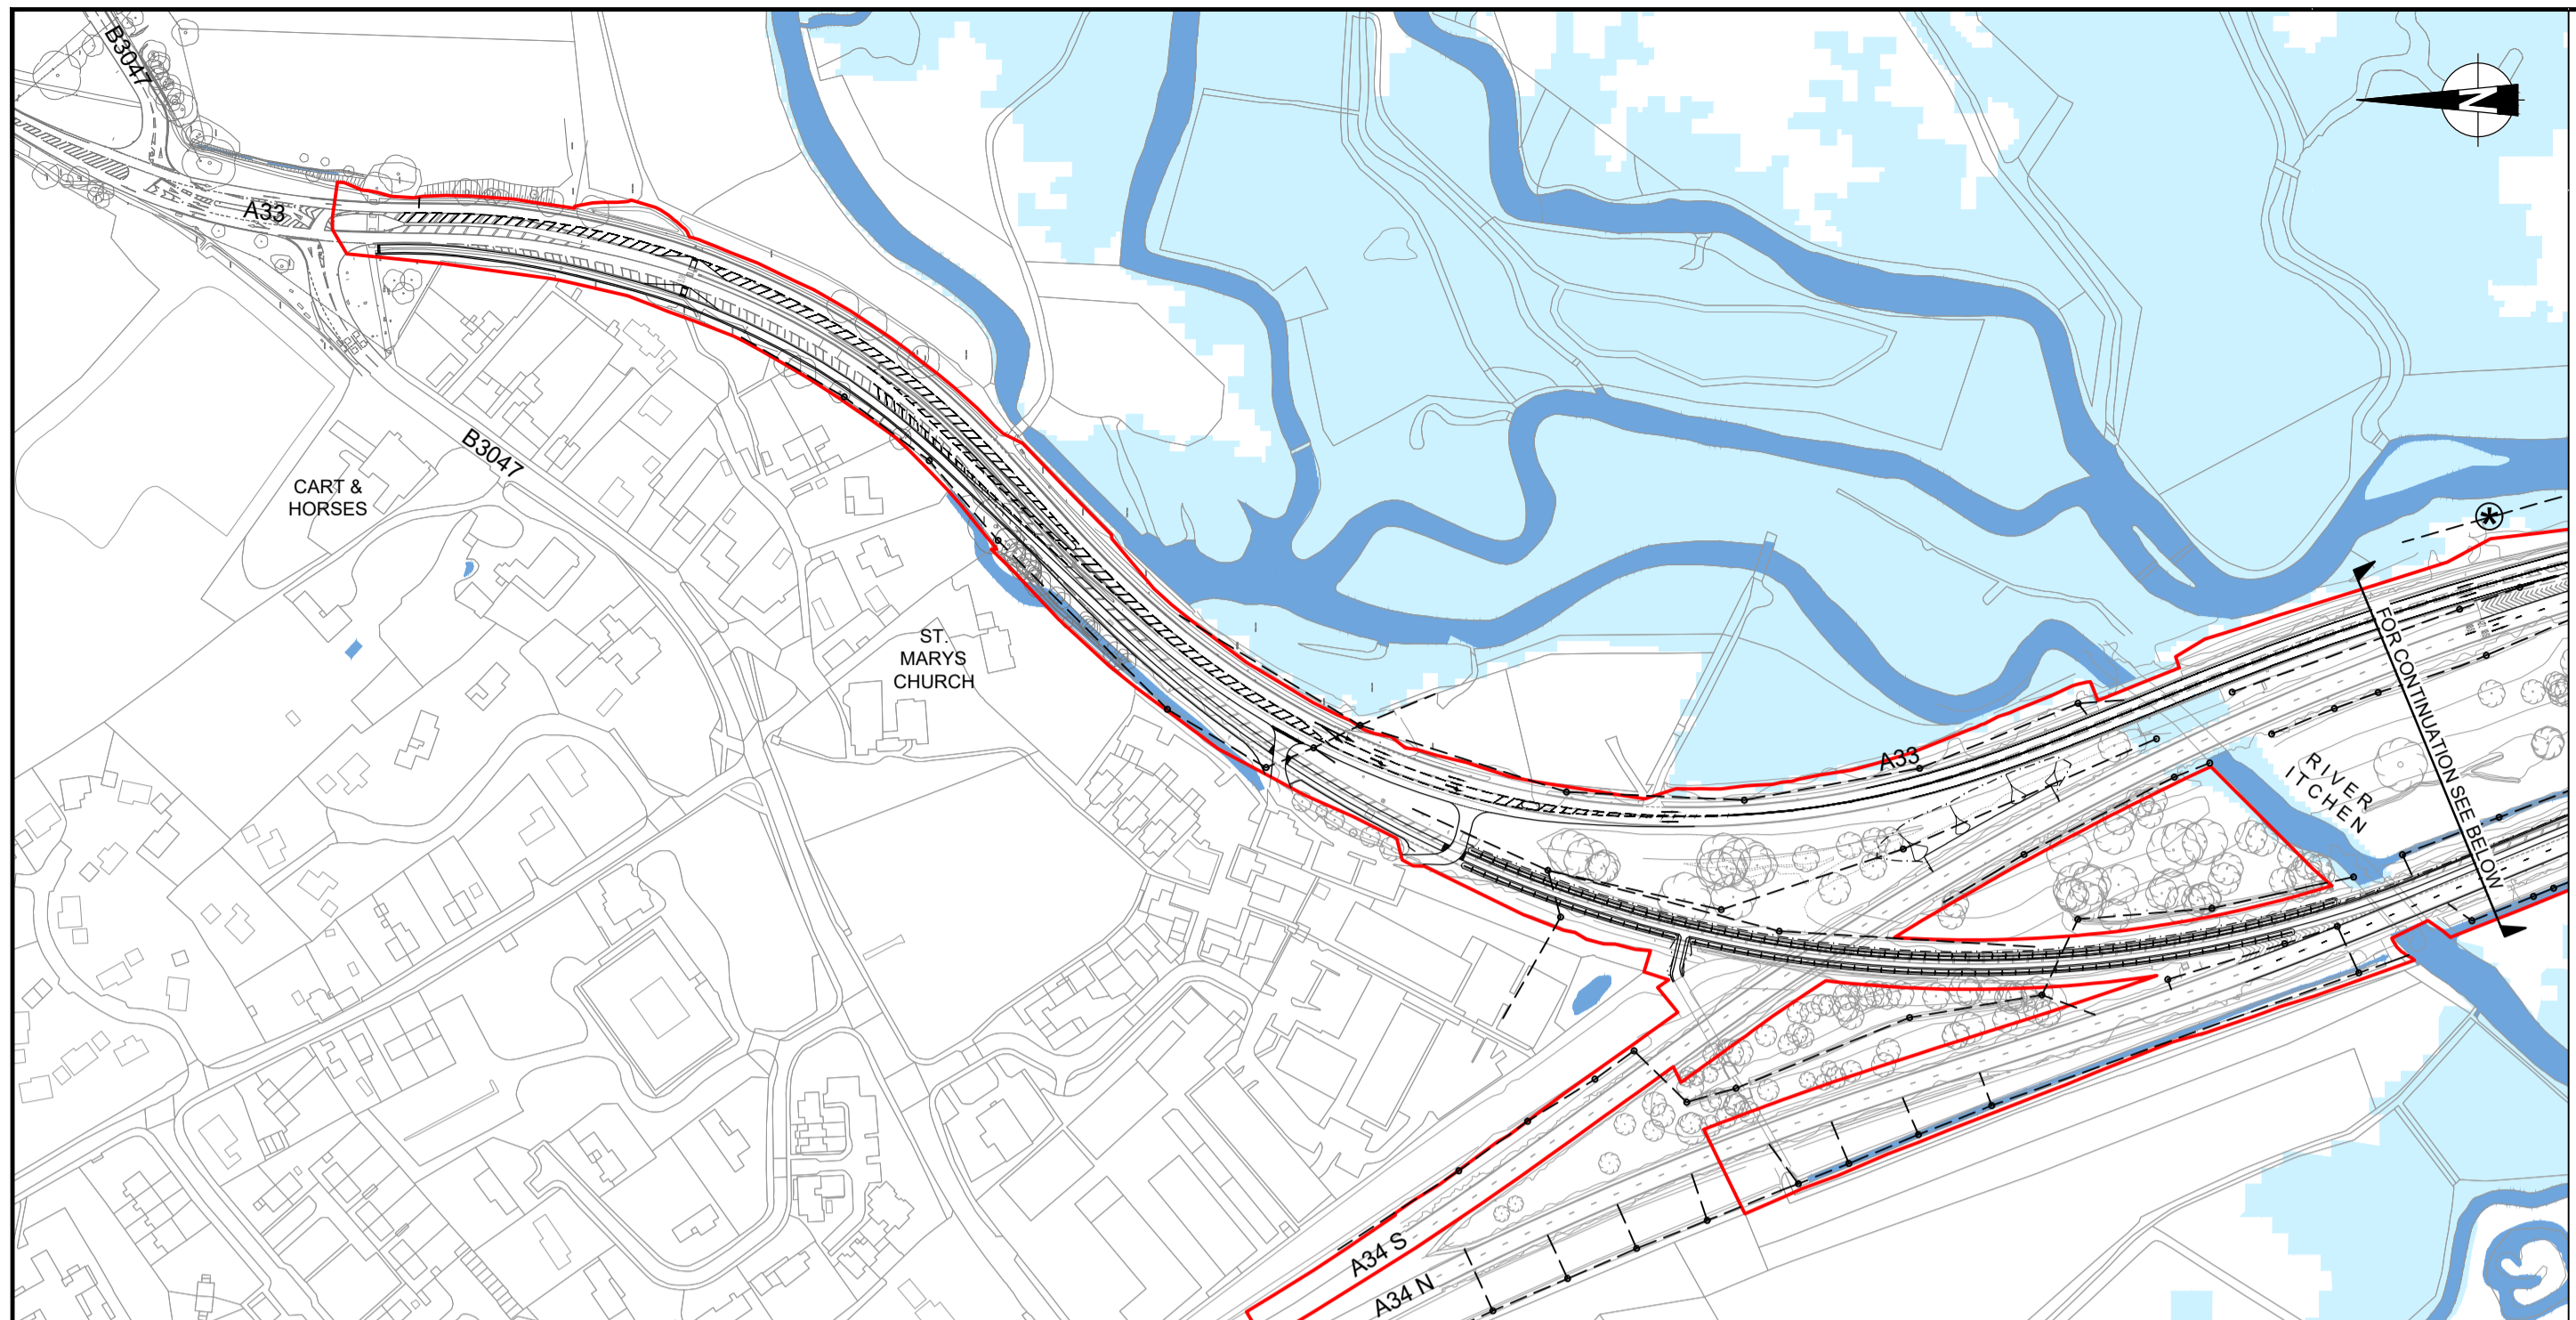 B3047
A33
N
B3047
CART &
HORSES
ST.
MARYS
CHURCH
A33
FOR CONTINUATION SEE BELOW
RIVER
ITCHEN
A34 S
A34 N